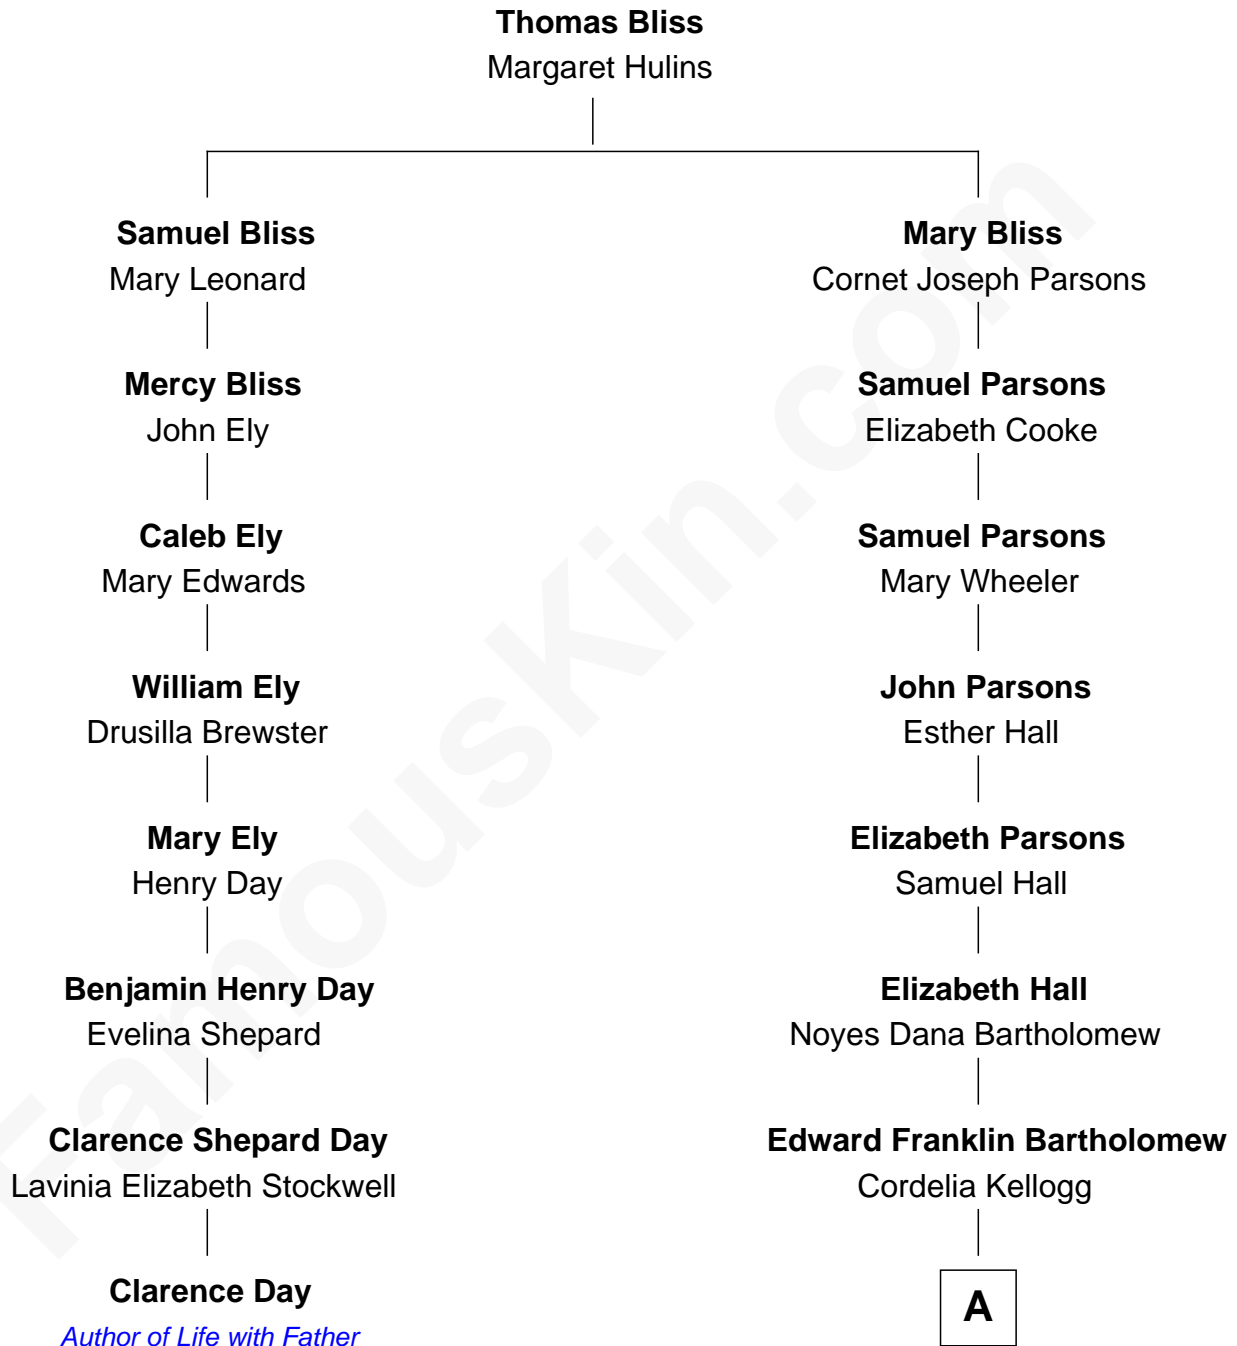 Thomas Bliss
Margaret Hulins
Samuel Bliss
Mary Leonard
Mercy Bliss
John Ely
Caleb Ely
Mary Edwards
William Ely
Drusilla Brewster
Mary Ely
Henry Day
Benjamin Henry Day
Evelina Shepard
Clarence Shepard Day
Lavinia Elizabeth Stockwell
Clarence Day
Author of Life with Father
Mary Bliss
Cornet Joseph Parsons
Samuel Parsons
Elizabeth Cooke
Samuel Parsons
Mary Wheeler
John Parsons
Esther Hall
Elizabeth Parsons
Samuel Hall
Elizabeth Hall
Noyes Dana Bartholomew
Edward Franklin Bartholomew
Cordelia Kellogg
A
FamousKin.com